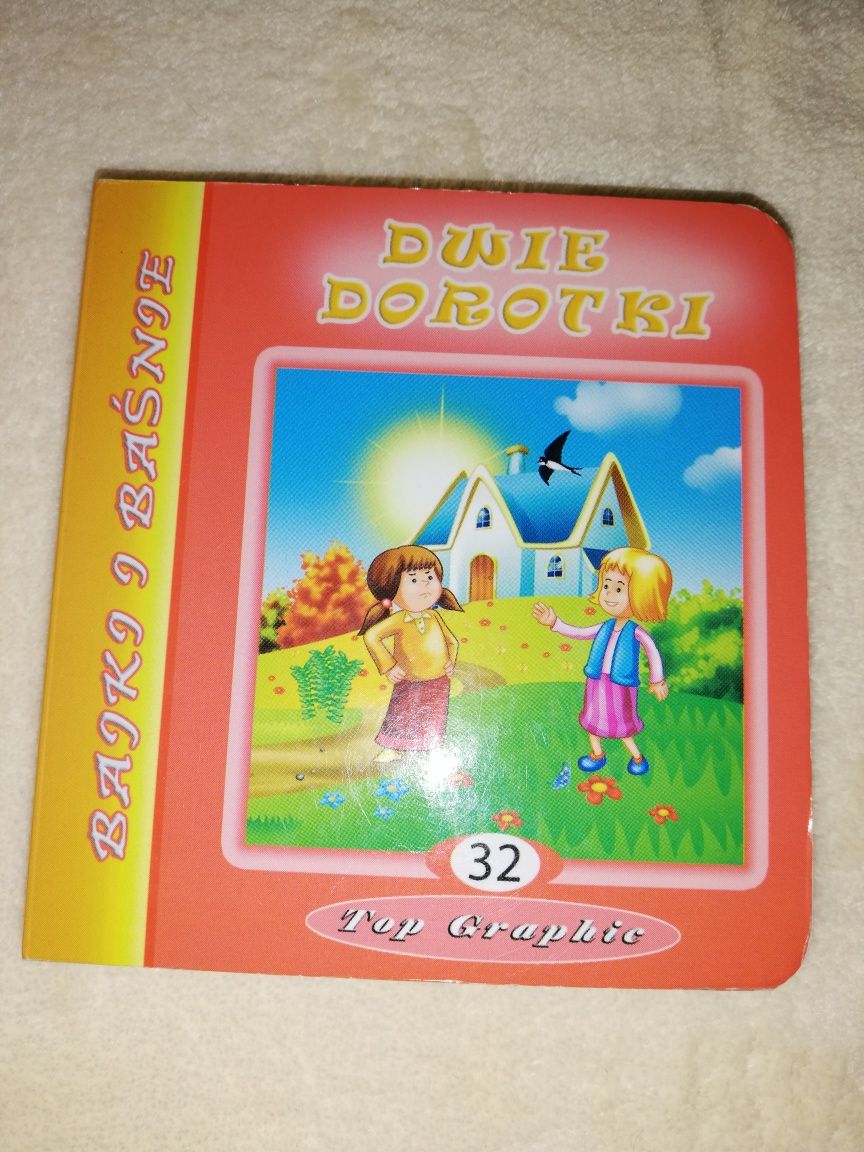 DWIE
DOROTKI
BAJKI I BAŚNIE
32
Top Graphic